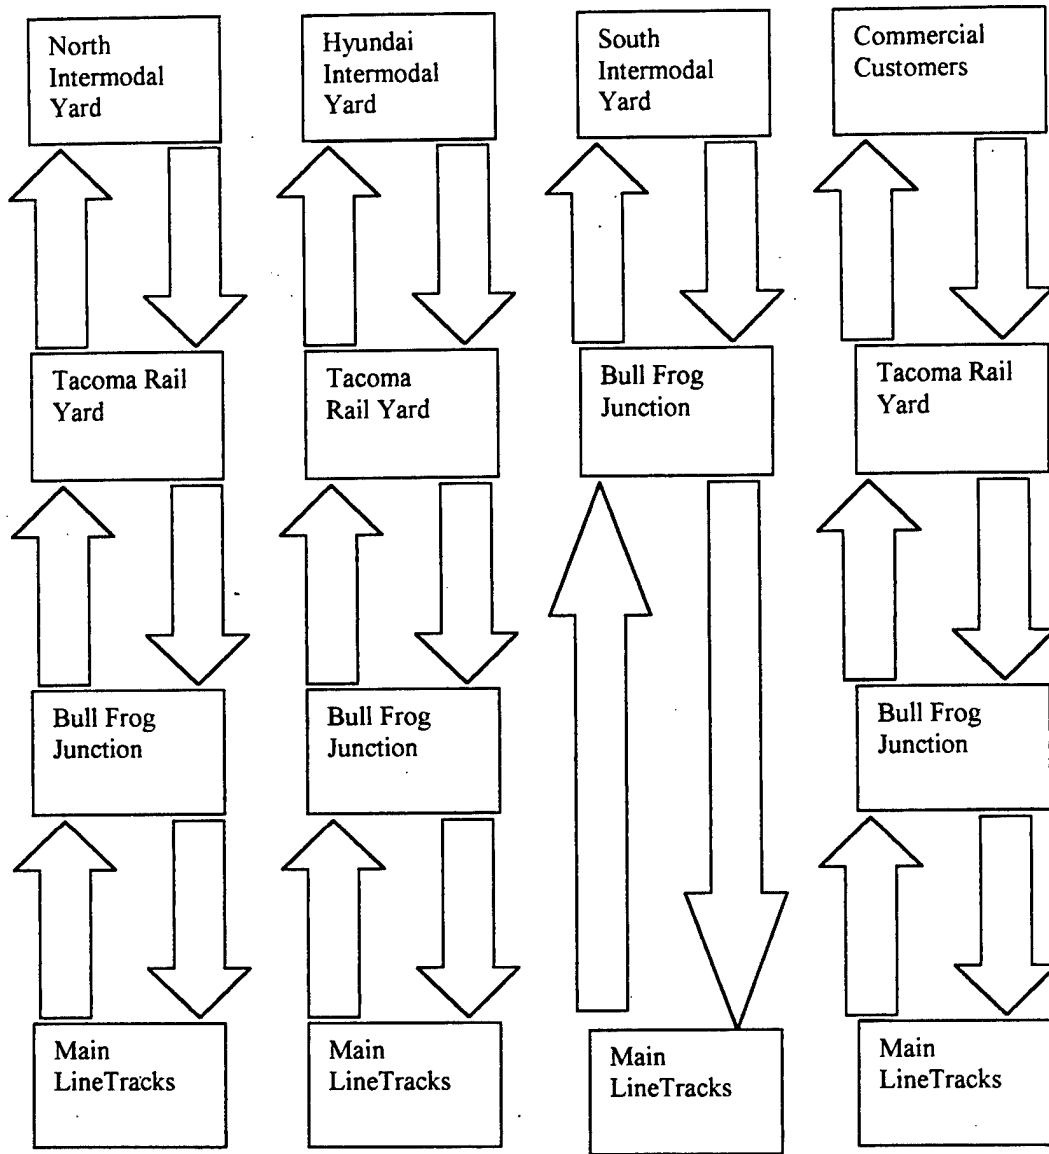 North
Intermodal
Yard
Hyundai
Intermodal
Yard
South
Intermodal
Yard
Commercial
Customers
Tacoma Rail
Yard
Tacoma
Rail Yard
Bull Frog
Junction
Tacoma Rail
Yard
Bull Frog
Junction
Bull Frog
Junction
Bull Frog
Junction
Main
LineTracks
Main
LineTracks
Main
LineTracks
Main
LineTracks